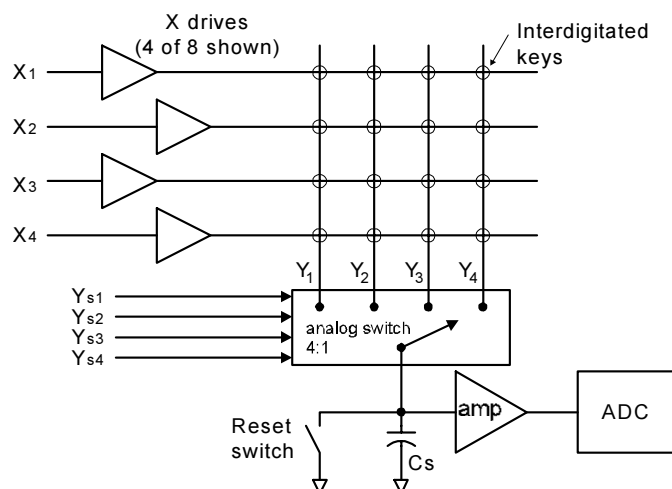 X drives
(4 of 8 shown)
Interdigitated
keys
X1
X2
X3
X4
Y1 Y2 Y3 Y4
Ys1
Ys2
Ys3
Ys4
analog switch
4:1
Reset
switch
Cs
amp
ADC